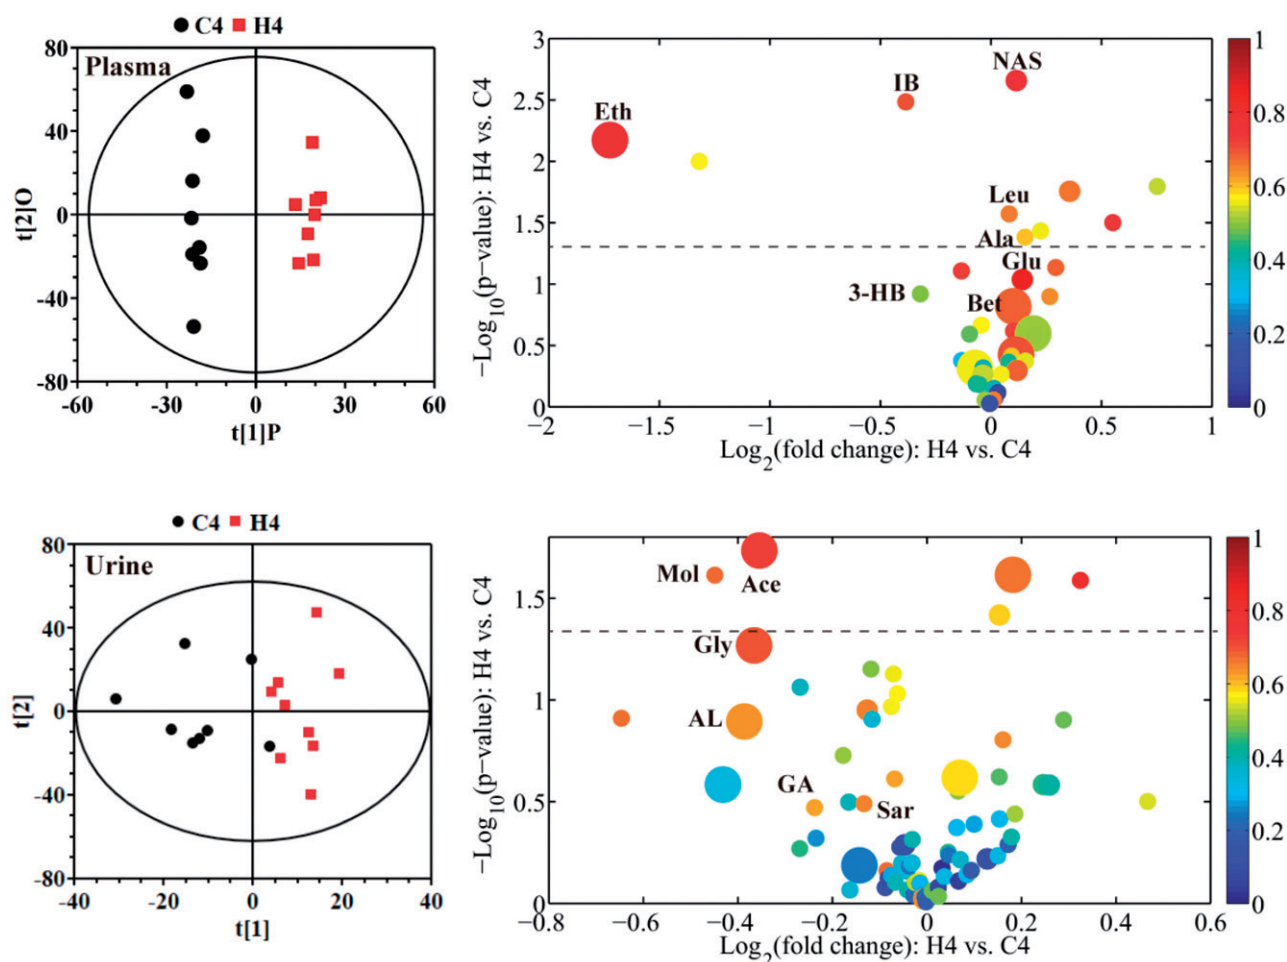 C4 H4
Plasma
80
40
0
-40
-80
-60
-30
0
30
60
t[2]O
t[1]P
3
2.5
2
1.5
1
0.5
0
−2
−1.5
−1
−0.5
0
0.5
1
−Log10(p−value): H4 vs. C4
Log2(fold change): H4 vs. C4
Eth
IB
NAS
Leu
Ala
Glu
3-HB
Bet
1
0.8
0.6
0.4
0.2
0
C4 H4
Urine
80
40
0
-40
-80
-40
-20
0
20
40
t[2]
t[1]
1.5
1
0.5
0
−0.8
−0.6
−0.4
−0.2
0
0.2
0.4
0.6
−Log10(p−value): H4 vs. C4
Log2(fold change): H4 vs. C4
Mol
Ace
Gly
AL
GA
Sar
1
0.8
0.6
0.4
0.2
0